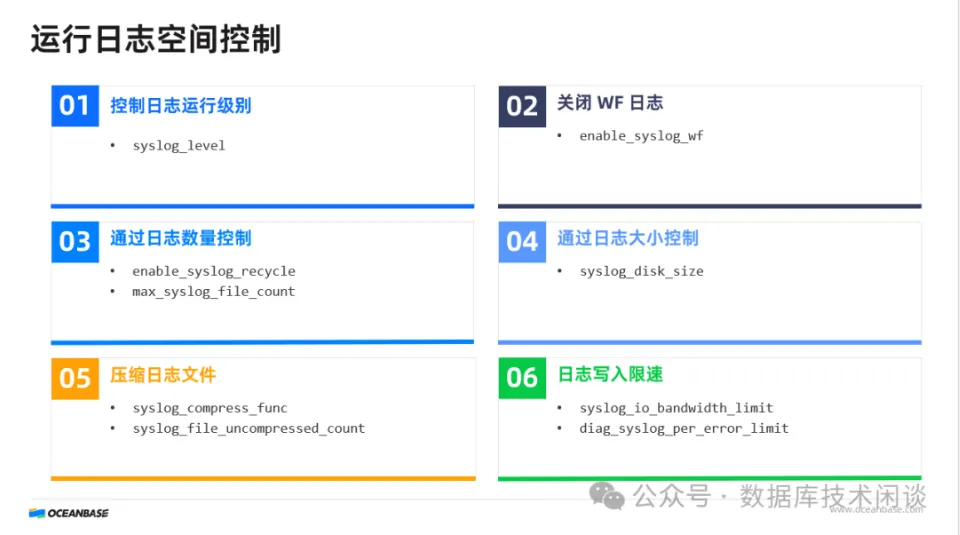 运行日志空间控制
01 控制日志运行级别
• syslog_level
02 关闭 WF 日志
• enable_syslog_wf
03 通过日志数量控制
• enable_syslog_recycle
• max_syslog_file_count
04 通过日志大小控制
• syslog_disk_size
05 压缩日志文件
• syslog_compress_func
• syslog_file_uncompressed_count
06 日志写入限速
• syslog_io_bandwidth_limit
• diag_syslog_per_error_limit
OCEANBASE
公众号 · 数据库技术闲谈
www.oceanbase.com